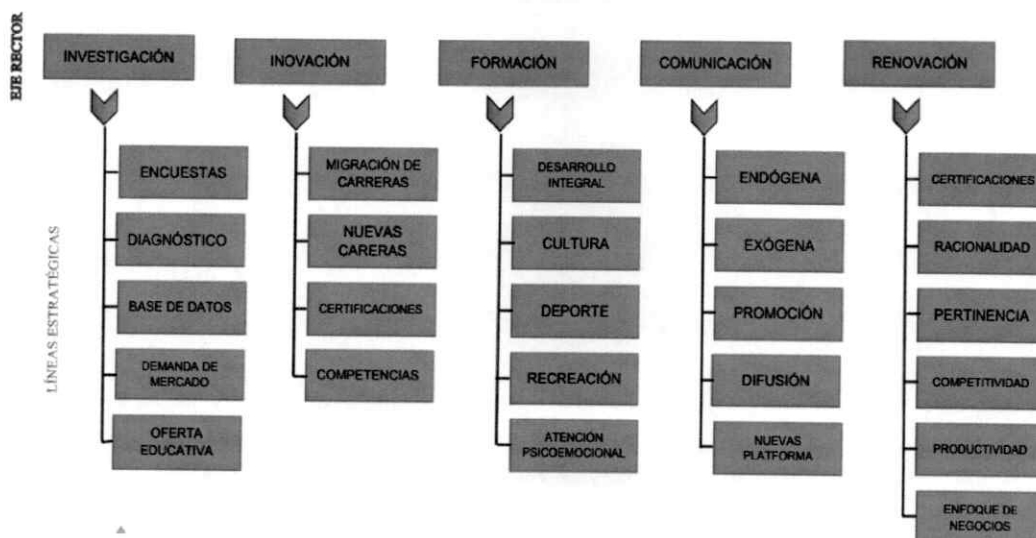 EJE RECTOR
INVESTIGACIÓN
INOVACIÓN
FORMACIÓN
COMUNICACIÓN
RENOVACIÓN
LÍNEAS ESTRATÉGICAS
ENCUESTAS
DIAGNÓSTICO
BASE DE DATOS
DEMANDA DE
MERCADO
OFERTA
EDUCATIVA
MIGRACIÓN DE
CARRERAS
NUEVAS
CARERAS
CERTIFICACIONES
COMPETENCIAS
DESARROLLO
INTEGRAL
CULTURA
DEPORTE
RECREACIÓN
ATENCIÓN
PSICOEMOCIONAL
ENDÓGENA
EXÓGENA
PROMOCIÓN
DIFUSIÓN
NUEVAS
PLATFORMA
CERTIFICACIONES
RACIONALIDAD
PERTINENCIA
COMPETITIVIDAD
PRODUCTIVIDAD
ENFOQUE DE
NEGOCIOS